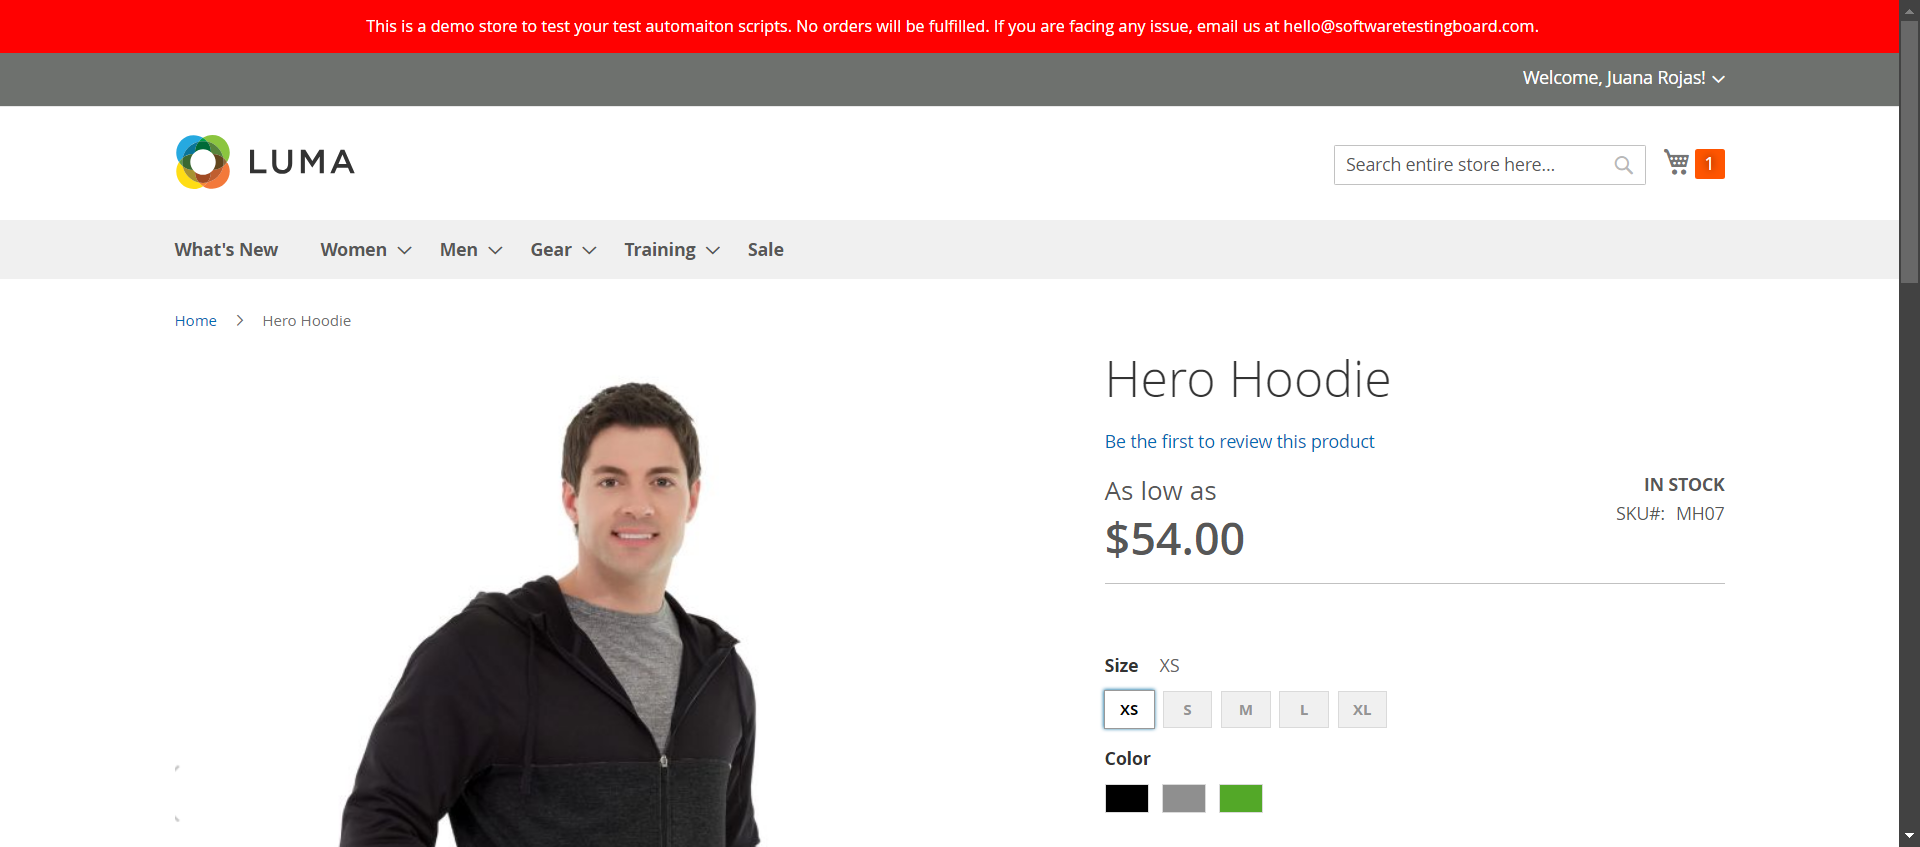 This is a demo store to test your test automaiton scripts. No orders will be fulfilled. If you are facing any issue, email us at hello@softwaretestingboard.com.
Welcome, Juana Rojas!
LUMA
Search entire store here...
1
What's New Women Men Gear Training Sale
Home Hero Hoodie
Hero Hoodie
Be the first to review this product
As low as
$54.00
IN STOCK
SKU#: MH07
Size XS
XS S M L XL
Color